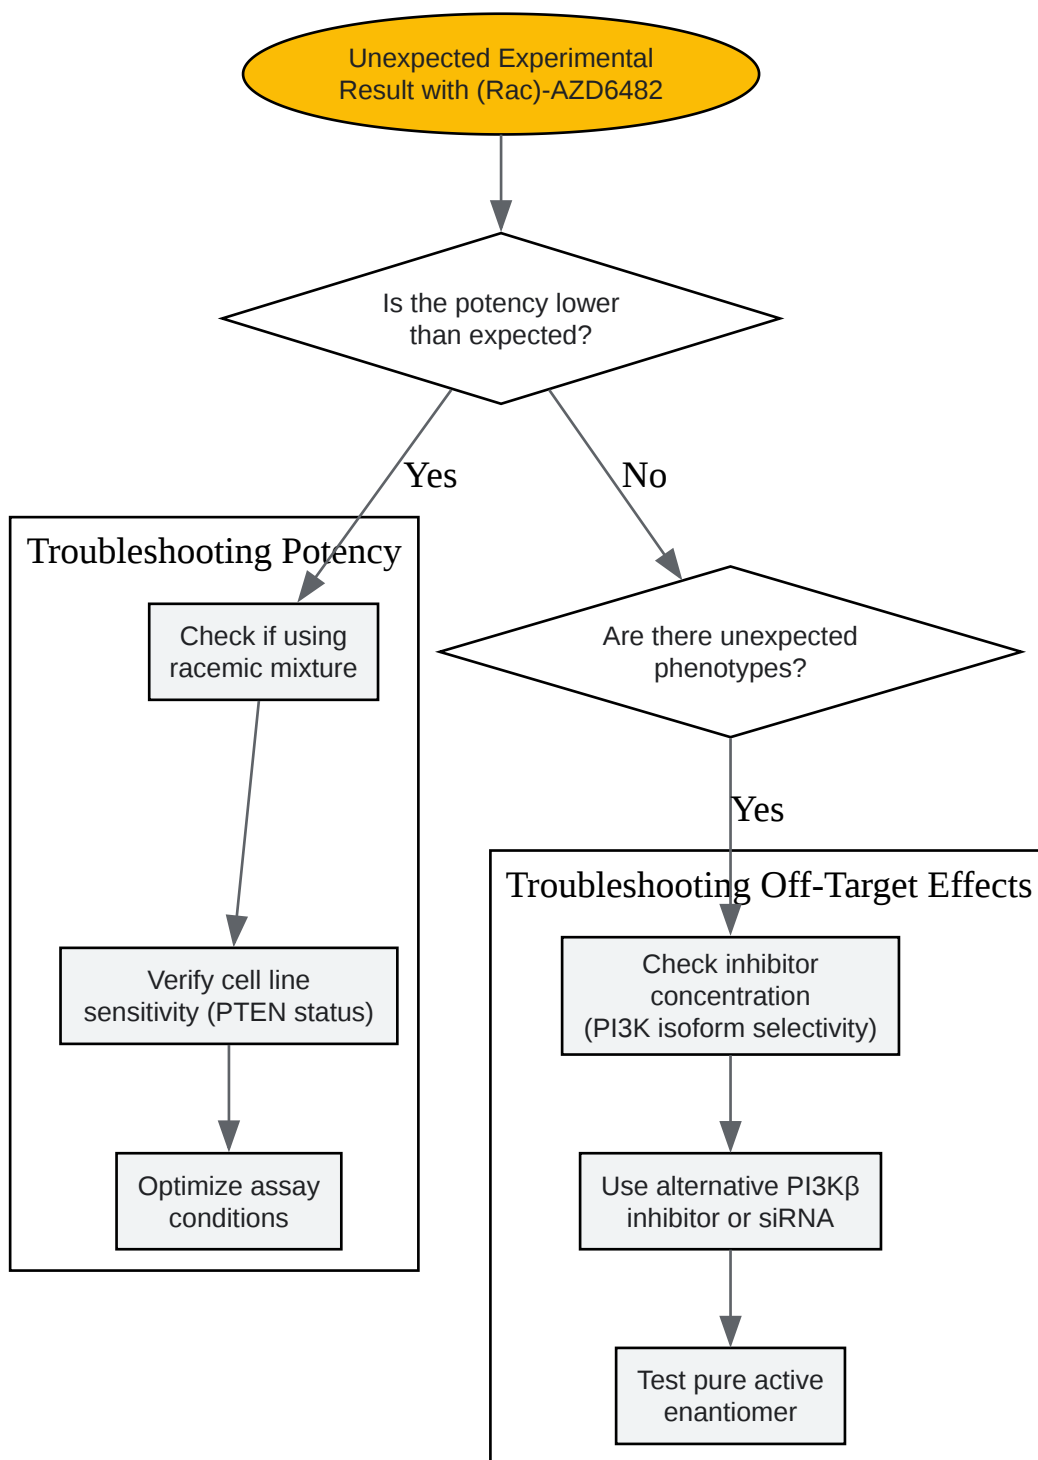 Unexpected Experimental
Result with (Rac)-AZD6482
Is the potency lower
than expected?
Yes
No
Troubleshooting Potency
Check if using
racemic mixture
Are there unexpected
phenotypes?
Yes
Troubleshooting Off-Target Effects
Verify cell line
sensitivity (PTEN status)
Check inhibitor
concentration
(PI3K isoform selectivity)
Optimize assay
conditions
Use alternative PI3Kβ
inhibitor or siRNA
Test pure active
enantiomer